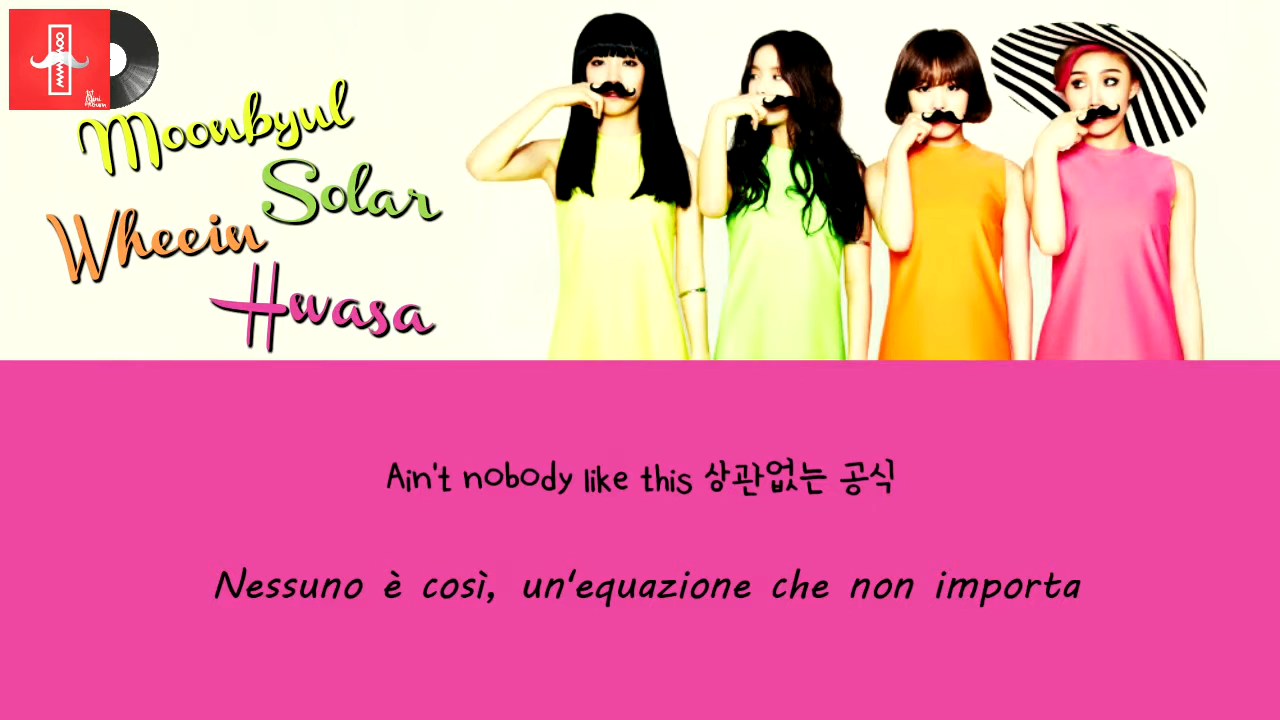 Moonbyul
Solar
Wheein
Hwasa
Ain't nobody like this 상관없는 공식
Nessuno è così, un'equazione che non importa